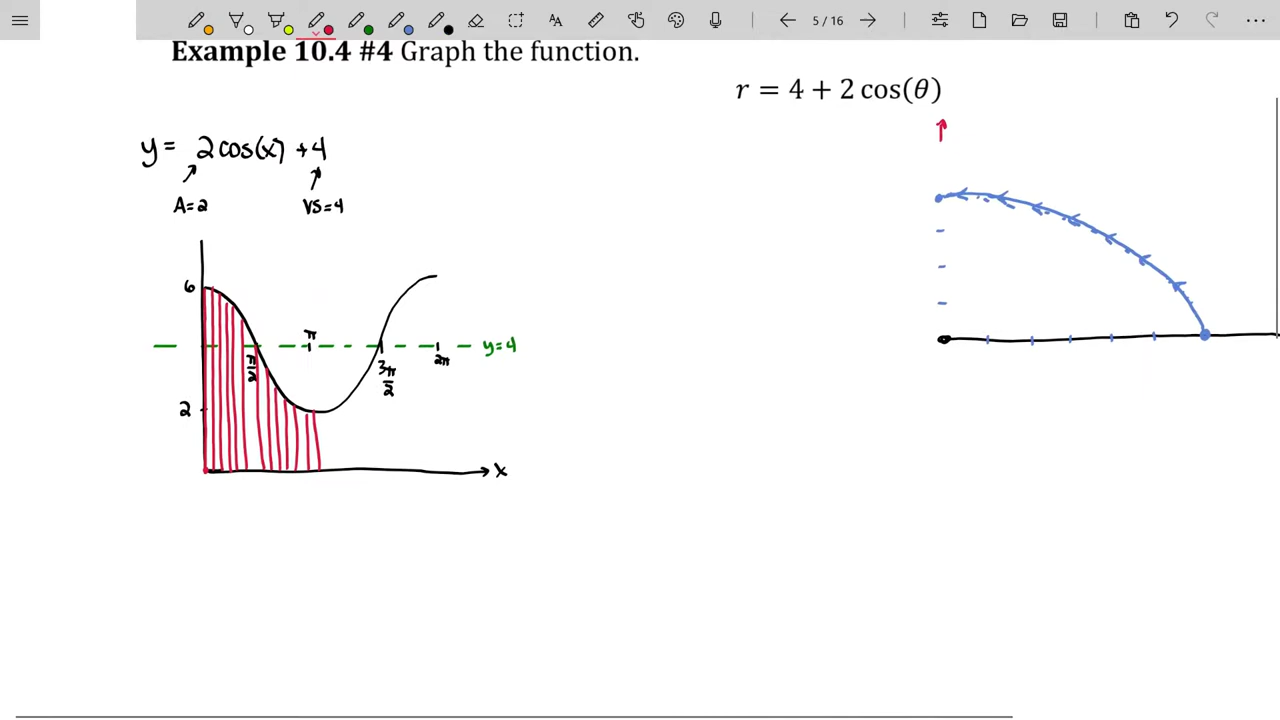 5 / 16
Example 10.4 #4 Graph the function.
r = 4 + 2 cos(θ)
y = 2cos(x) + 4
A=2 VS=4
6
π
π/2
y=4
3π/2
2π
2
x